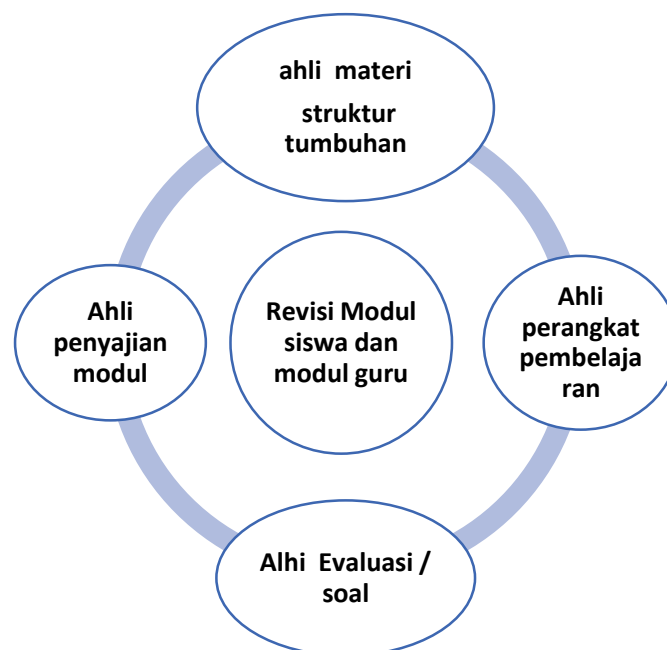 ahli materi
struktur
tumbuhan
Ahli
penyajian
modul
Revisi Modul
siswa dan
modul guru
Ahli
perangkat
pembelaja
ran
Alhi Evaluasi /
soal